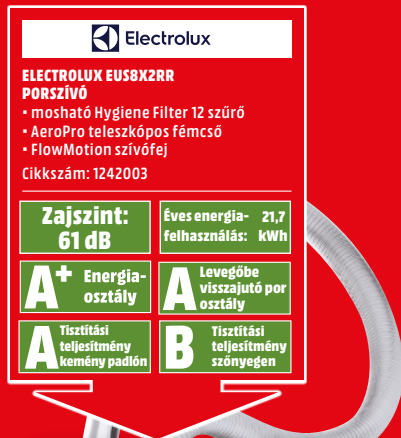 Electrolux
ELECTROLUX EUS8X2RR
PORSZÍVÓ
• mosható Hygiene Filter 12 szűrő
• AeroPro teleszkópos fémcső
• FlowMotion szívófej
Cikkszám: 1242003
Zajszint:
61 dB
Éves energia-
felhasználás:
21,7
kWh
A+
Energia-
osztály
A
Levegőbe
visszajutó por
osztály
A
Tisztítási
teljesítmény
kemény padlón
B
Tisztítási
teljesítmény
szőnyegen